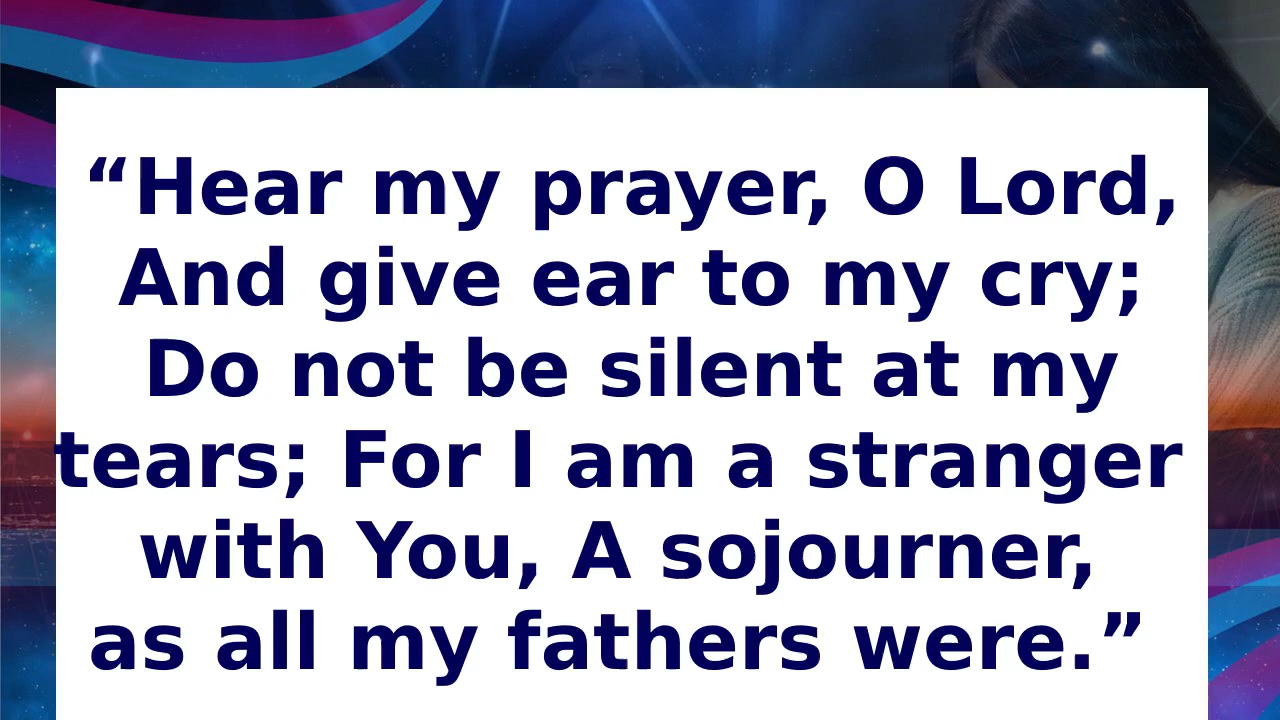 “Hear my prayer, O Lord,
And give ear to my cry;
Do not be silent at my
tears; For I am a stranger
with You, A sojourner,
as all my fathers were.”